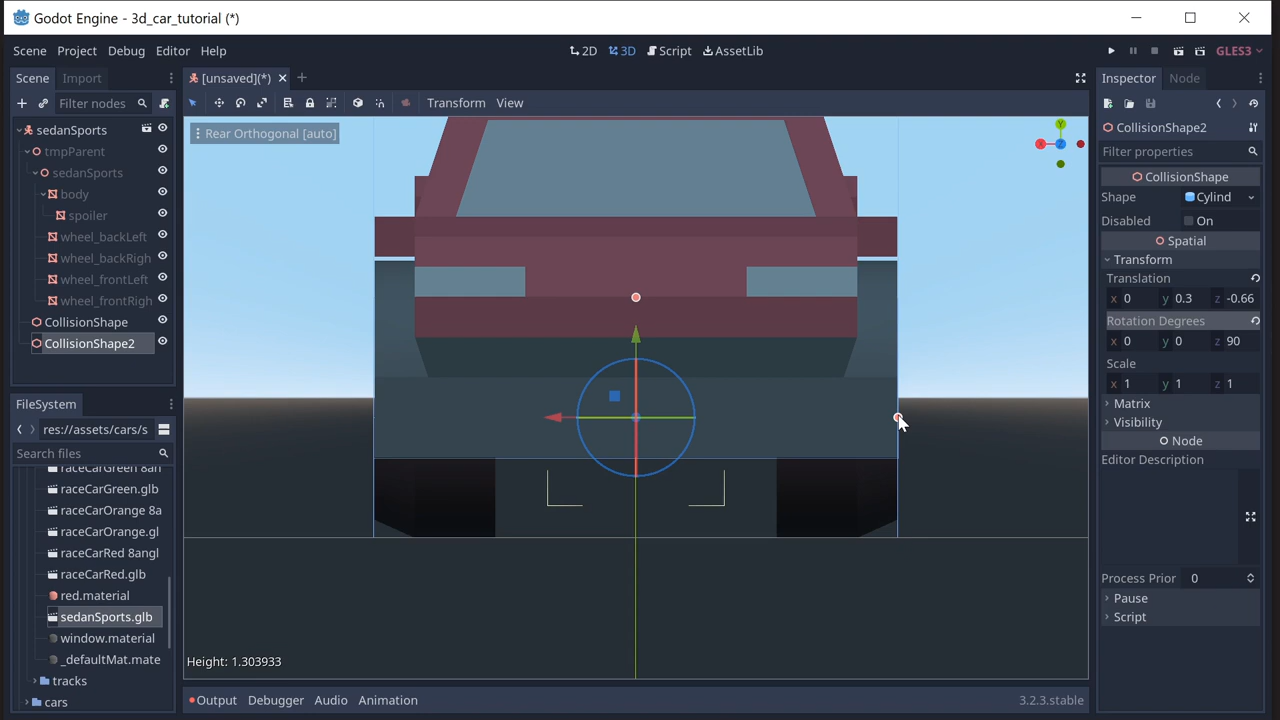 Godot Engine - 3d_car_tutorial (*)
Scene Project Debug Editor Help
2D 3D Script AssetLib
GLES3
Scene Import
[unsaved](*)
Inspector Node
Filter nodes
Transform View
CollisionShape2
Filter properties
sedanSports
tmpParent
sedanSports
body
spoiler
wheel_backLeft
wheel_backRigh
wheel_frontLeft
wheel_frontRigh
CollisionShape
CollisionShape2
Rear Orthogonal [auto]
Y
X
Z
CollisionShape
Shape Cylind
Disabled On
Spatial
Transform
Translation
x 0 y 0.3 z -0.66
Rotation Degrees
x 0 y 0 z 90
Scale
x 1 y 1 z 1
Matrix
Visibility
Node
Editor Description
Process Prior 0
Pause
Script
FileSystem
res://assets/cars/s
Search files
raceCarGreen 8an
raceCarGreen.glb
raceCarOrange 8a
raceCarOrange.gl
raceCarRed 8angl
raceCarRed.glb
red.material
sedanSports.glb
window.material
_defaultMat.mate
tracks
cars
Height: 1.303933
Output Debugger Audio Animation
3.2.3.stable